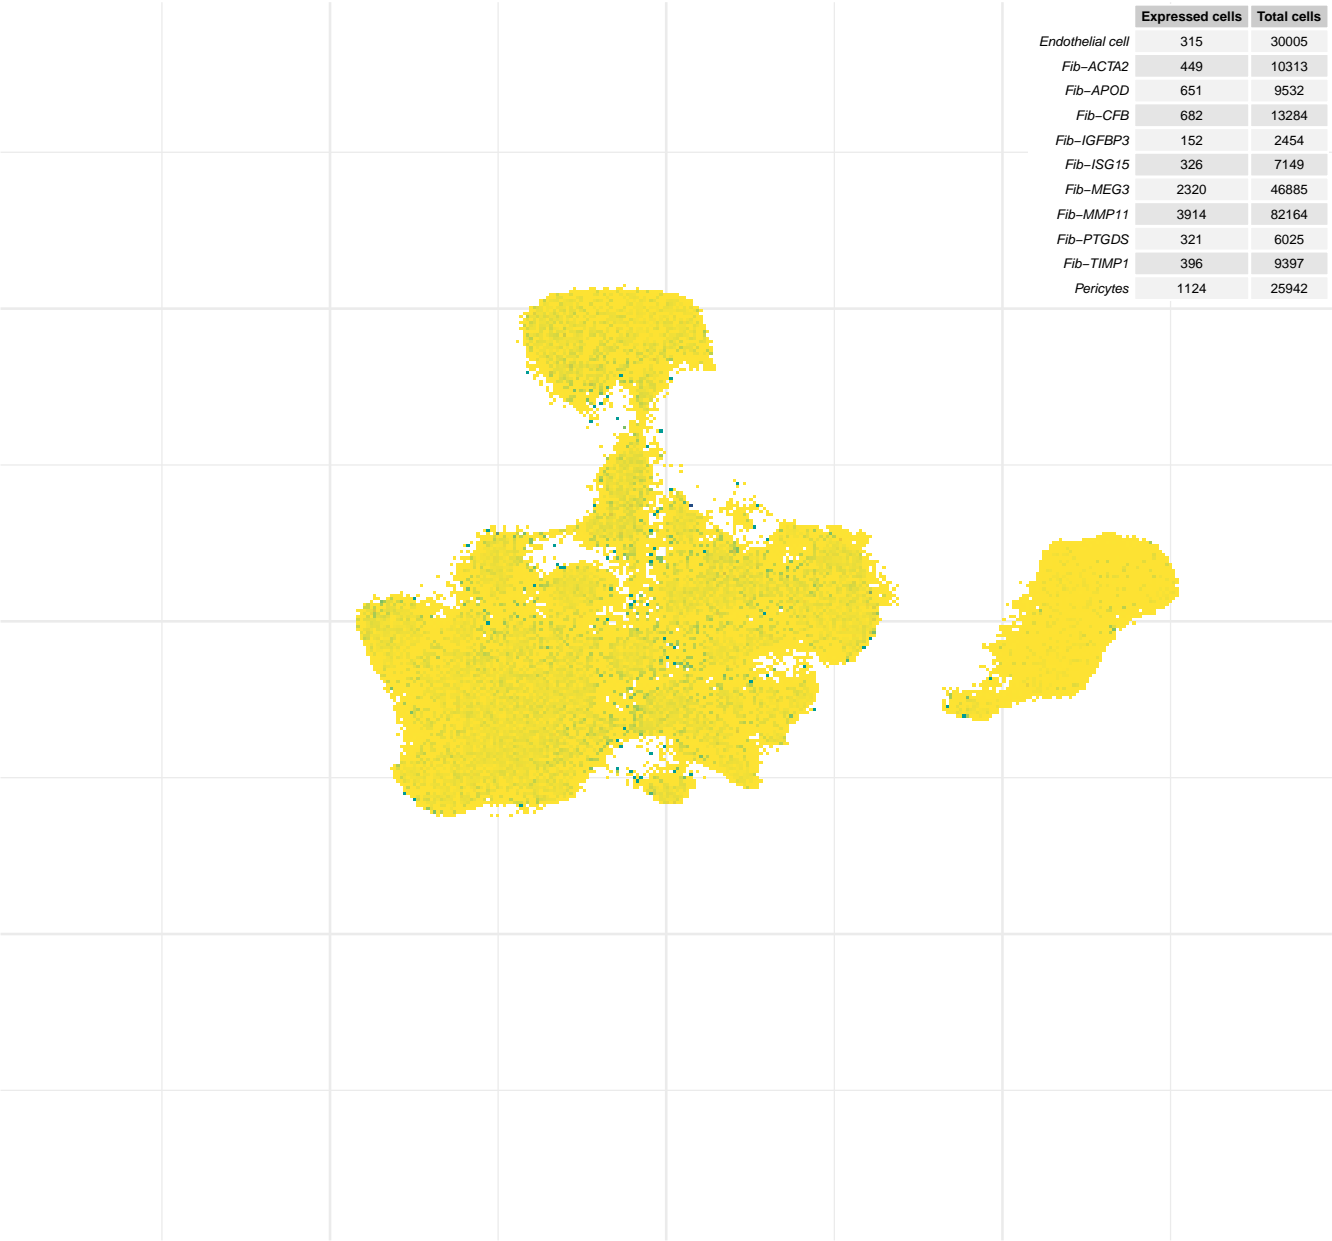 Expressed cells Total cells
Endothelial cell 315 30005
Fib−ACTA2 449 10313
Fib−APOD 651 9532
Fib−CFB 682 13284
Fib−IGFBP3 152 2454
Fib−ISG15 326 7149
Fib−MEG3 2320 46885
Fib−MMP11 3914 82164
Fib−PTGDS 321 6025
Fib−TIMP1 396 9397
Pericytes 1124 25942